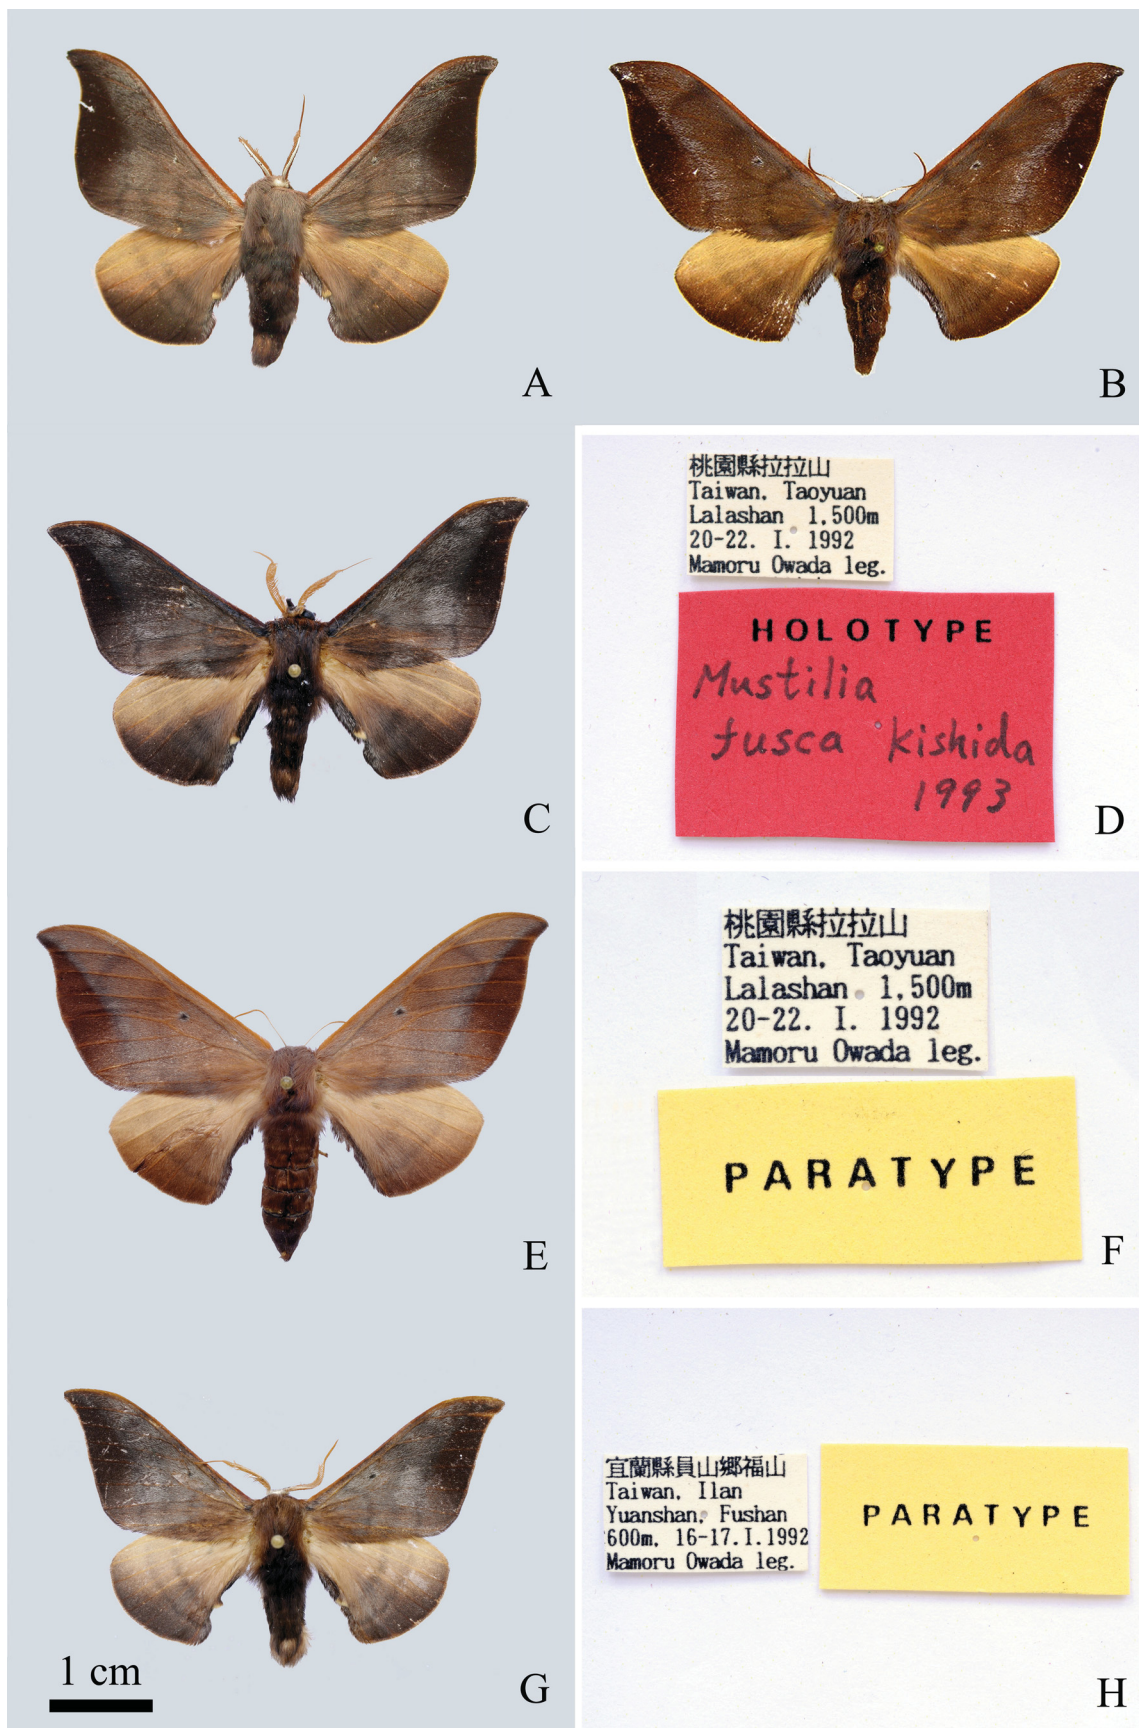 A
B
C
桃園縣拉拉山
Taiwan, Taoyuan
Lalashan 1,500m
20-22. I. 1992
Mamoru Owada leg.
HOLOTYPE
Mustilia
fusca Kishida
1993
D
E
桃園縣拉拉山
Taiwan, Taoyuan
Lalashan 1,500m
20-22. I. 1992
Mamoru Owada leg.
PARATYPE
F
G
1 cm
宜蘭縣員山鄉福山
Taiwan, Ilan
Yuanshan, Fushan
600m, 16-17.I.1992
Mamoru Owada leg.
PARATYPE
H